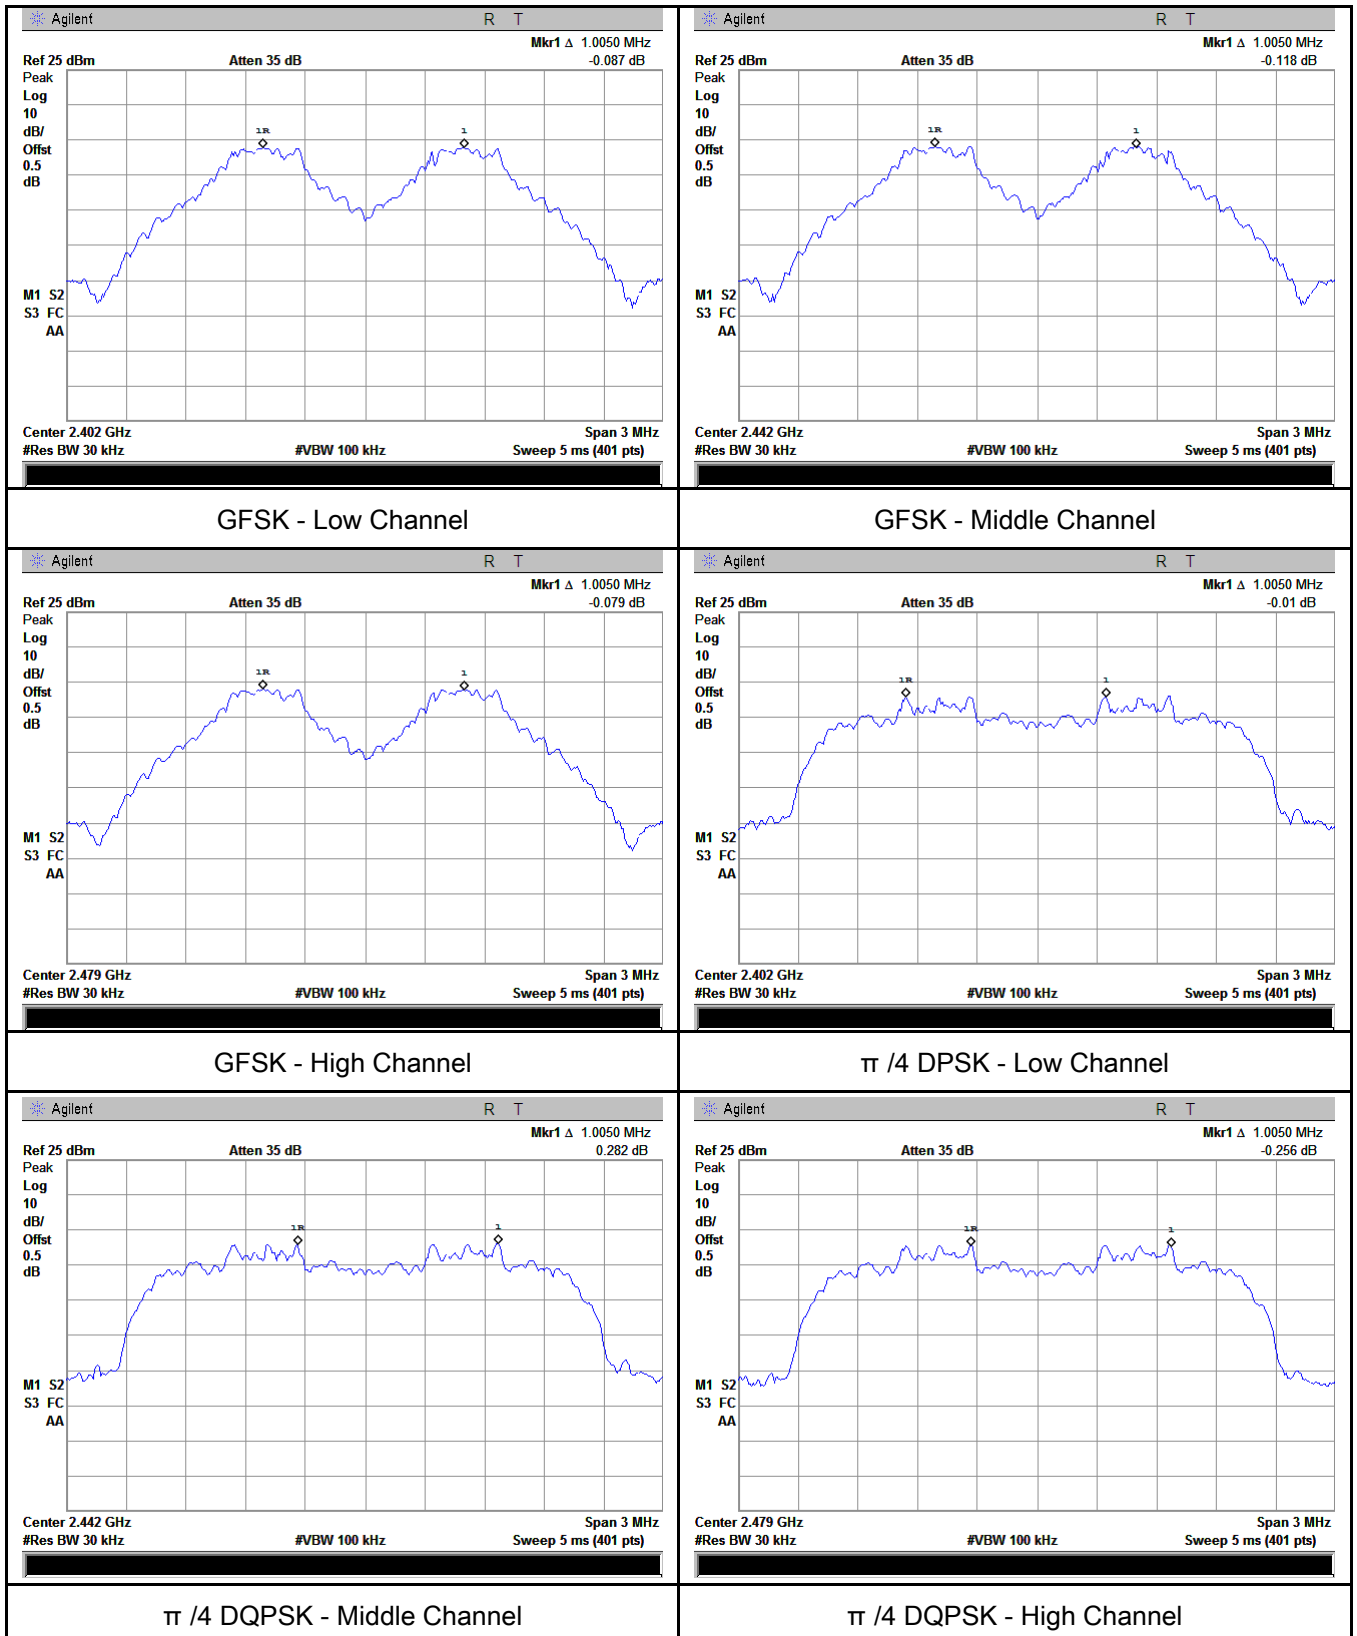 Agilent R T
Mkr1 Δ 1.0050 MHz
Ref 25 dBm Atten 35 dB -0.087 dB
Peak
Log
10
dB/
Offst
0.5
dB
1R 1
M1 S2
S3 FC
AA
Center 2.402 GHz Span 3 MHz
#Res BW 30 kHz #VBW 100 kHz Sweep 5 ms (401 pts)
GFSK - Low Channel
Agilent R T
Mkr1 Δ 1.0050 MHz
Ref 25 dBm Atten 35 dB -0.118 dB
Peak
Log
10
dB/
Offst
0.5
dB
1R 1
M1 S2
S3 FC
AA
Center 2.442 GHz Span 3 MHz
#Res BW 30 kHz #VBW 100 kHz Sweep 5 ms (401 pts)
GFSK - Middle Channel
Agilent R T
Mkr1 Δ 1.0050 MHz
Ref 25 dBm Atten 35 dB -0.079 dB
Peak
Log
10
dB/
Offst
0.5
dB
1R 1
M1 S2
S3 FC
AA
Center 2.479 GHz Span 3 MHz
#Res BW 30 kHz #VBW 100 kHz Sweep 5 ms (401 pts)
GFSK - High Channel
Agilent R T
Mkr1 Δ 1.0050 MHz
Ref 25 dBm Atten 35 dB -0.01 dB
Peak
Log
10
dB/
Offst
0.5
dB
1R 1
M1 S2
S3 FC
AA
Center 2.402 GHz Span 3 MHz
#Res BW 30 kHz #VBW 100 kHz Sweep 5 ms (401 pts)
π /4 DPSK - Low Channel
Agilent R T
Mkr1 Δ 1.0050 MHz
Ref 25 dBm Atten 35 dB 0.282 dB
Peak
Log
10
dB/
Offst
0.5
dB
1R 1
M1 S2
S3 FC
AA
Center 2.442 GHz Span 3 MHz
#Res BW 30 kHz #VBW 100 kHz Sweep 5 ms (401 pts)
π /4 DQPSK - Middle Channel
Agilent R T
Mkr1 Δ 1.0050 MHz
Ref 25 dBm Atten 35 dB -0.256 dB
Peak
Log
10
dB/
Offst
0.5
dB
1R 1
M1 S2
S3 FC
AA
Center 2.479 GHz Span 3 MHz
#Res BW 30 kHz #VBW 100 kHz Sweep 5 ms (401 pts)
π /4 DQPSK - High Channel